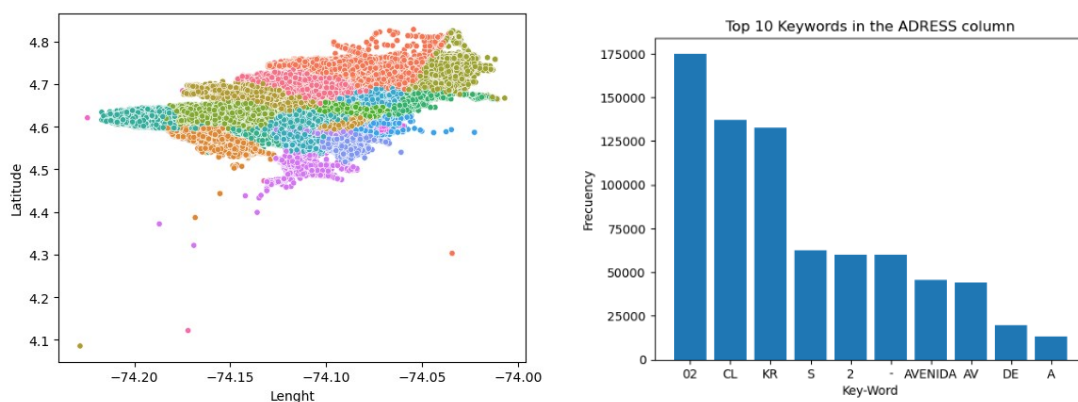 4.8
4.7
4.6
4.5
4.4
4.3
4.2
4.1
Latitude
−74.20 −74.15 −74.10 −74.05 −74.00
Lenght
Top 10 Keywords in the ADRESS column
175000
150000
125000
100000
75000
50000
25000
0
Frecuency
02 CL KR S 2 - AVENIDA AV DE A
Key-Word